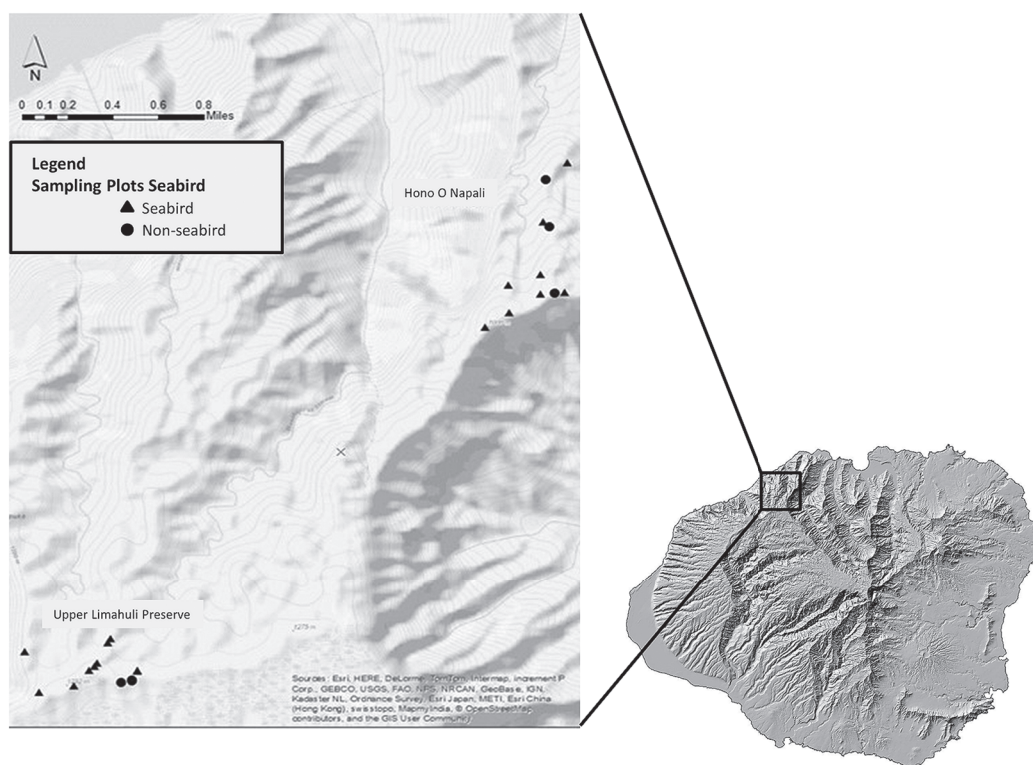 N
0 0.1 0.2 0.4 0.6 0.8
Miles
Legend
Sampling Plots Seabird
Seabird
Non-seabird
Hono O Napali
Upper Limahuli Preserve
1279 m
Sources: Esri, HERE, DeLorme, TomTom, Intermap, increment P
Corp., GEBCO, USGS, FAO, NPS, NRCAN, GeoBase, IGN,
Kadaster NL, Ordnance Survey, Esri Japan, METI, Esri China
(Hong Kong), swisstopo, MapmyIndia, © OpenStreetMap
contributors, and the GIS User Community